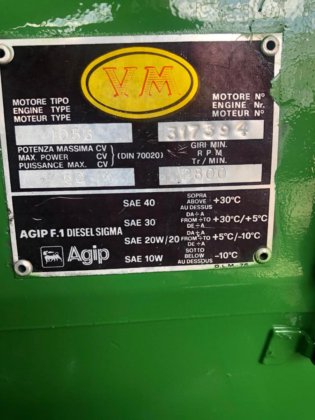 VM
MOTORE TIPO
ENGINE TYPE
MOTEUR TYPE
MOTORE Nº
ENGINE Nr.
MOTEUR Nº
317394
POTENZA MASSIMA CV
MAX. POWER CV
PUISSANCE MAX. CV
(DIN 70020)
GIRI MIN.
R P M
Tr/Min.
2800
AGIP F.1 DIESEL SIGMA
Agip
SAE 40
SOPRA
ABOVE
AU DESSUS
+30°C
SAE 30
DA÷A
FROM÷TO
DE÷A
+30°C/+5°C
SAE 20W/20
DA÷A
FROM÷TO
DE÷A
+5°C/-10°C
SAE 10W
SOTTO
BELOW
AU DESSOUS
-10°C